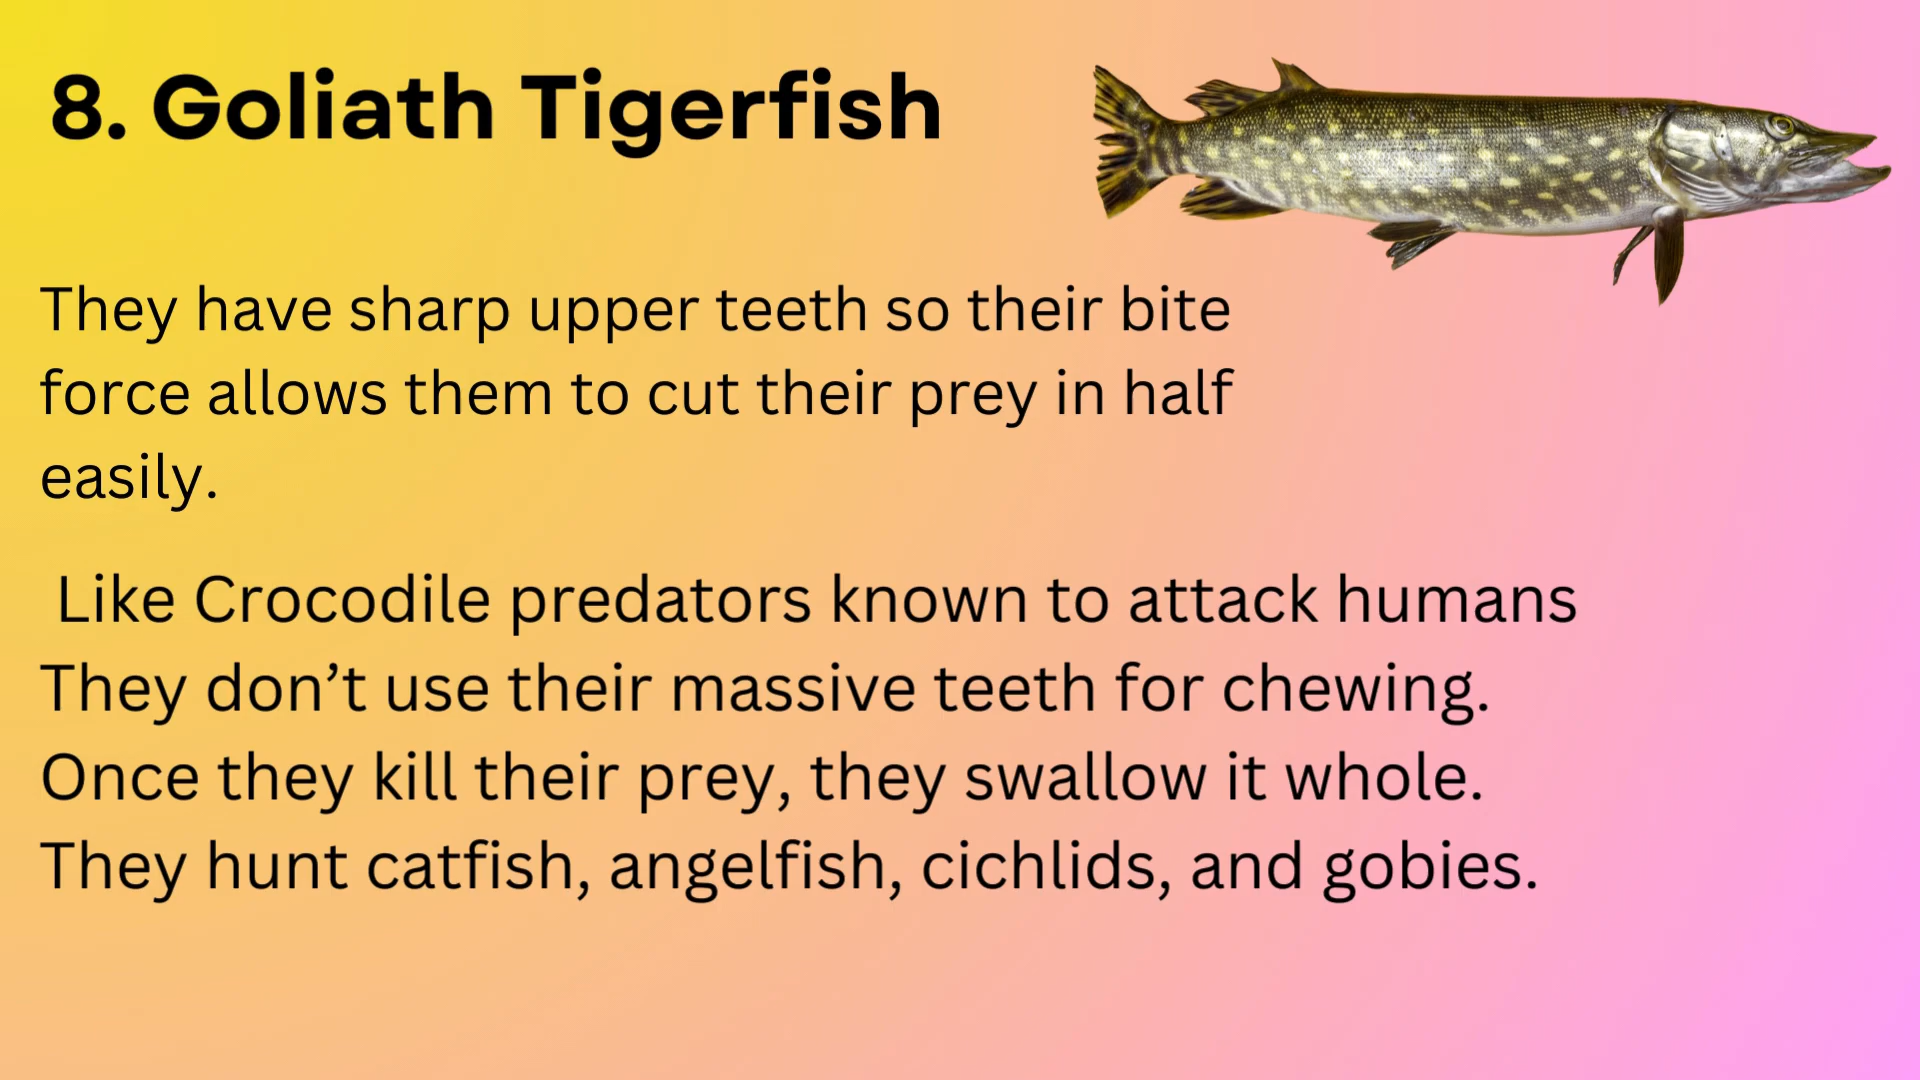 8. Goliath Tigerfish
They have sharp upper teeth so their bite
force allows them to cut their prey in half
easily.
Like Crocodile predators known to attack humans
They don’t use their massive teeth for chewing.
Once they kill their prey, they swallow it whole.
They hunt catfish, angelfish, cichlids, and gobies.